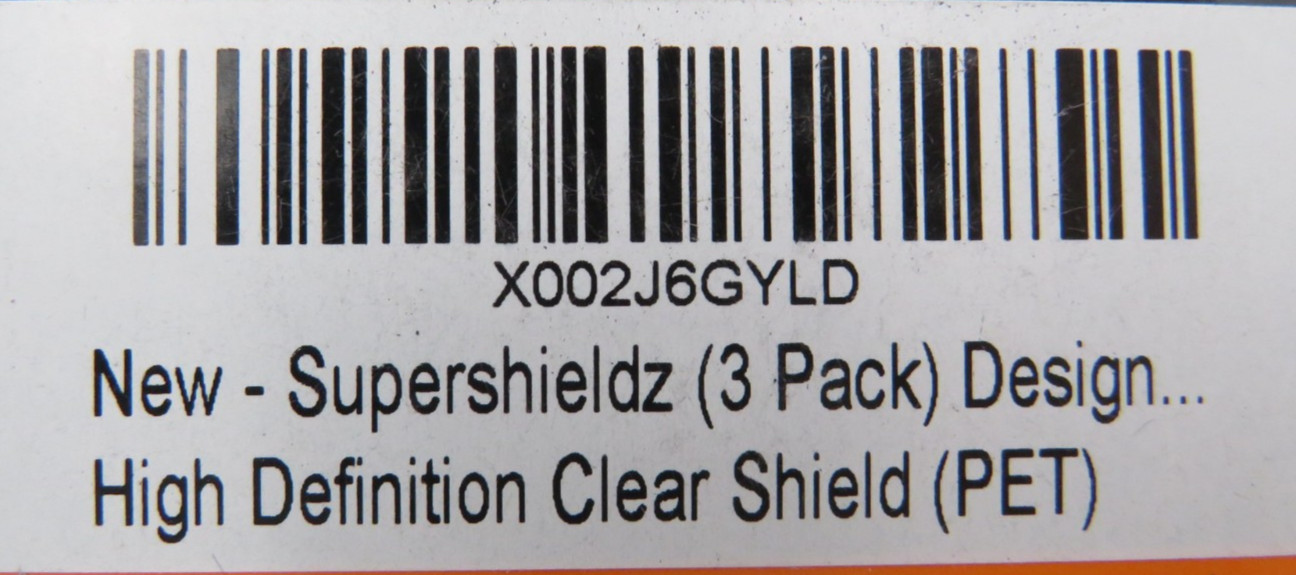 X002J6GYLD
New - Supershieldz (3 Pack) Design...
High Definition Clear Shield (PET)